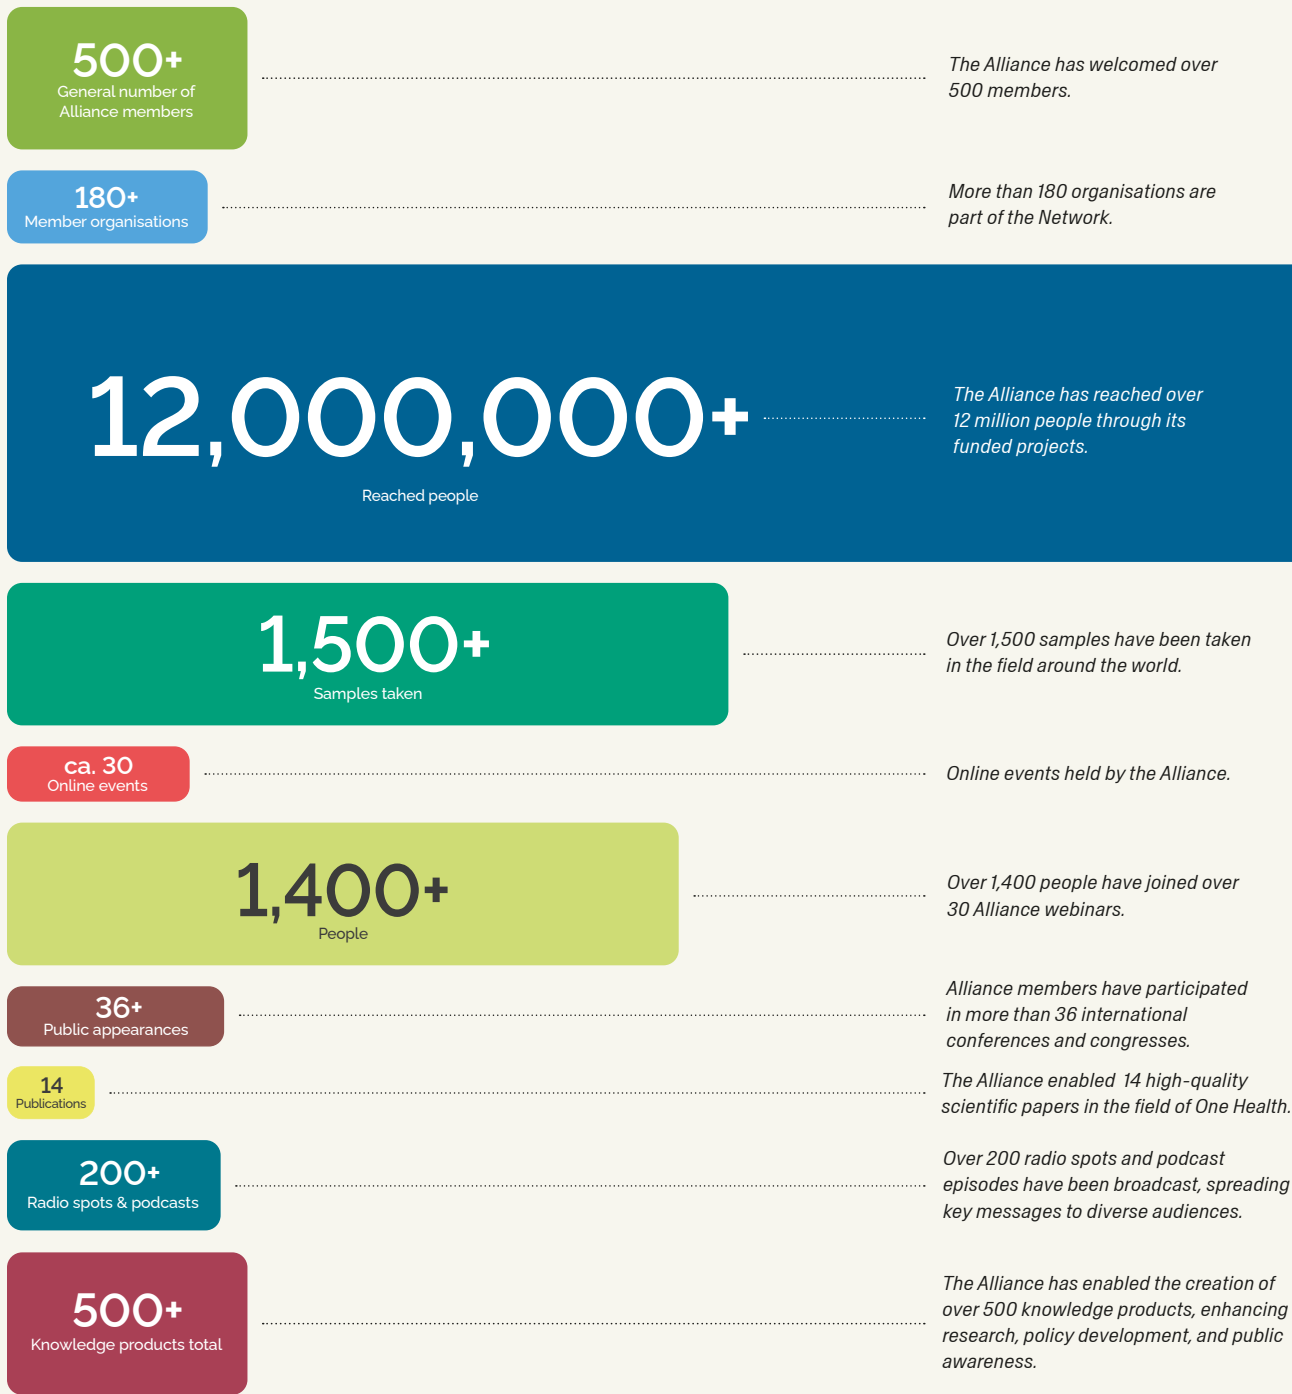 500+
General number of
Alliance members
The Alliance has welcomed over
500 members.
180+
Member organisations
More than 180 organisations are
part of the Network.
12,000,000+
Reached people
The Alliance has reached over
12 million people through its
funded projects.
1,500+
Samples taken
Over 1,500 samples have been taken
in the field around the world.
ca. 30
Online events
Online events held by the Alliance.
1,400+
People
Over 1,400 people have joined over
30 Alliance webinars.
36+
Public appearances
Alliance members have participated
in more than 36 international
conferences and congresses.
14
Publications
The Alliance enabled 14 high-quality
scientific papers in the field of One Health.
200+
Radio spots & podcasts
Over 200 radio spots and podcast
episodes have been broadcast, spreading
key messages to diverse audiences.
500+
Knowledge products total
The Alliance has enabled the creation of
over 500 knowledge products, enhancing
research, policy development, and public
awareness.